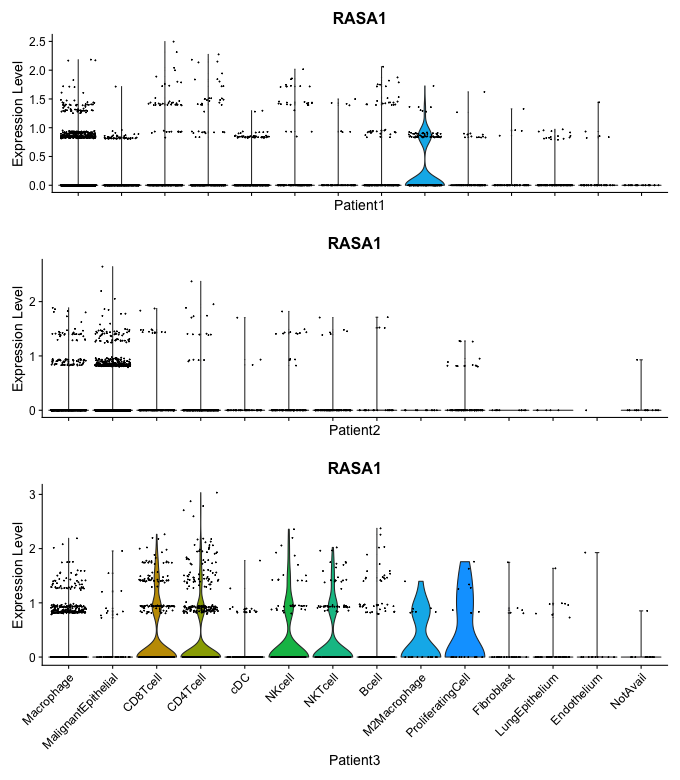 RASA1
Expression Level
2.5
2.0
1.5
1.0
0.5
0.0
Patient1
RASA1
Expression Level
2
1
0
Patient2
RASA1
Expression Level
3
2
1
0
Macrophage
MalignantEpithelial
CD8Tcell
CD4Tcell
cDC
NKcell
NKTcell
Bcell
M2Macrophage
ProliferatingCell
Fibroblast
LungEpithelium
Endothelium
NotAvail
Patient3